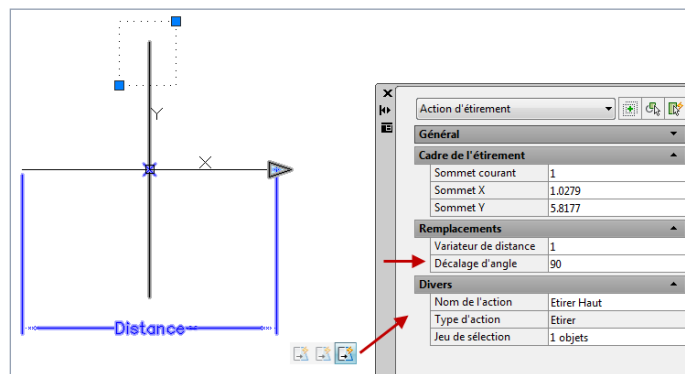 Y
X
Distance
Action d'étirement
Général
Cadre de l'étirement
Sommet courant 1
Sommet X 1.0279
Sommet Y 5.8177
Remplacements
Variateur de distance 1
Décalage d'angle 90
Divers
Nom de l'action Etirer Haut
Type d'action Etirer
Jeu de sélection 1 objets